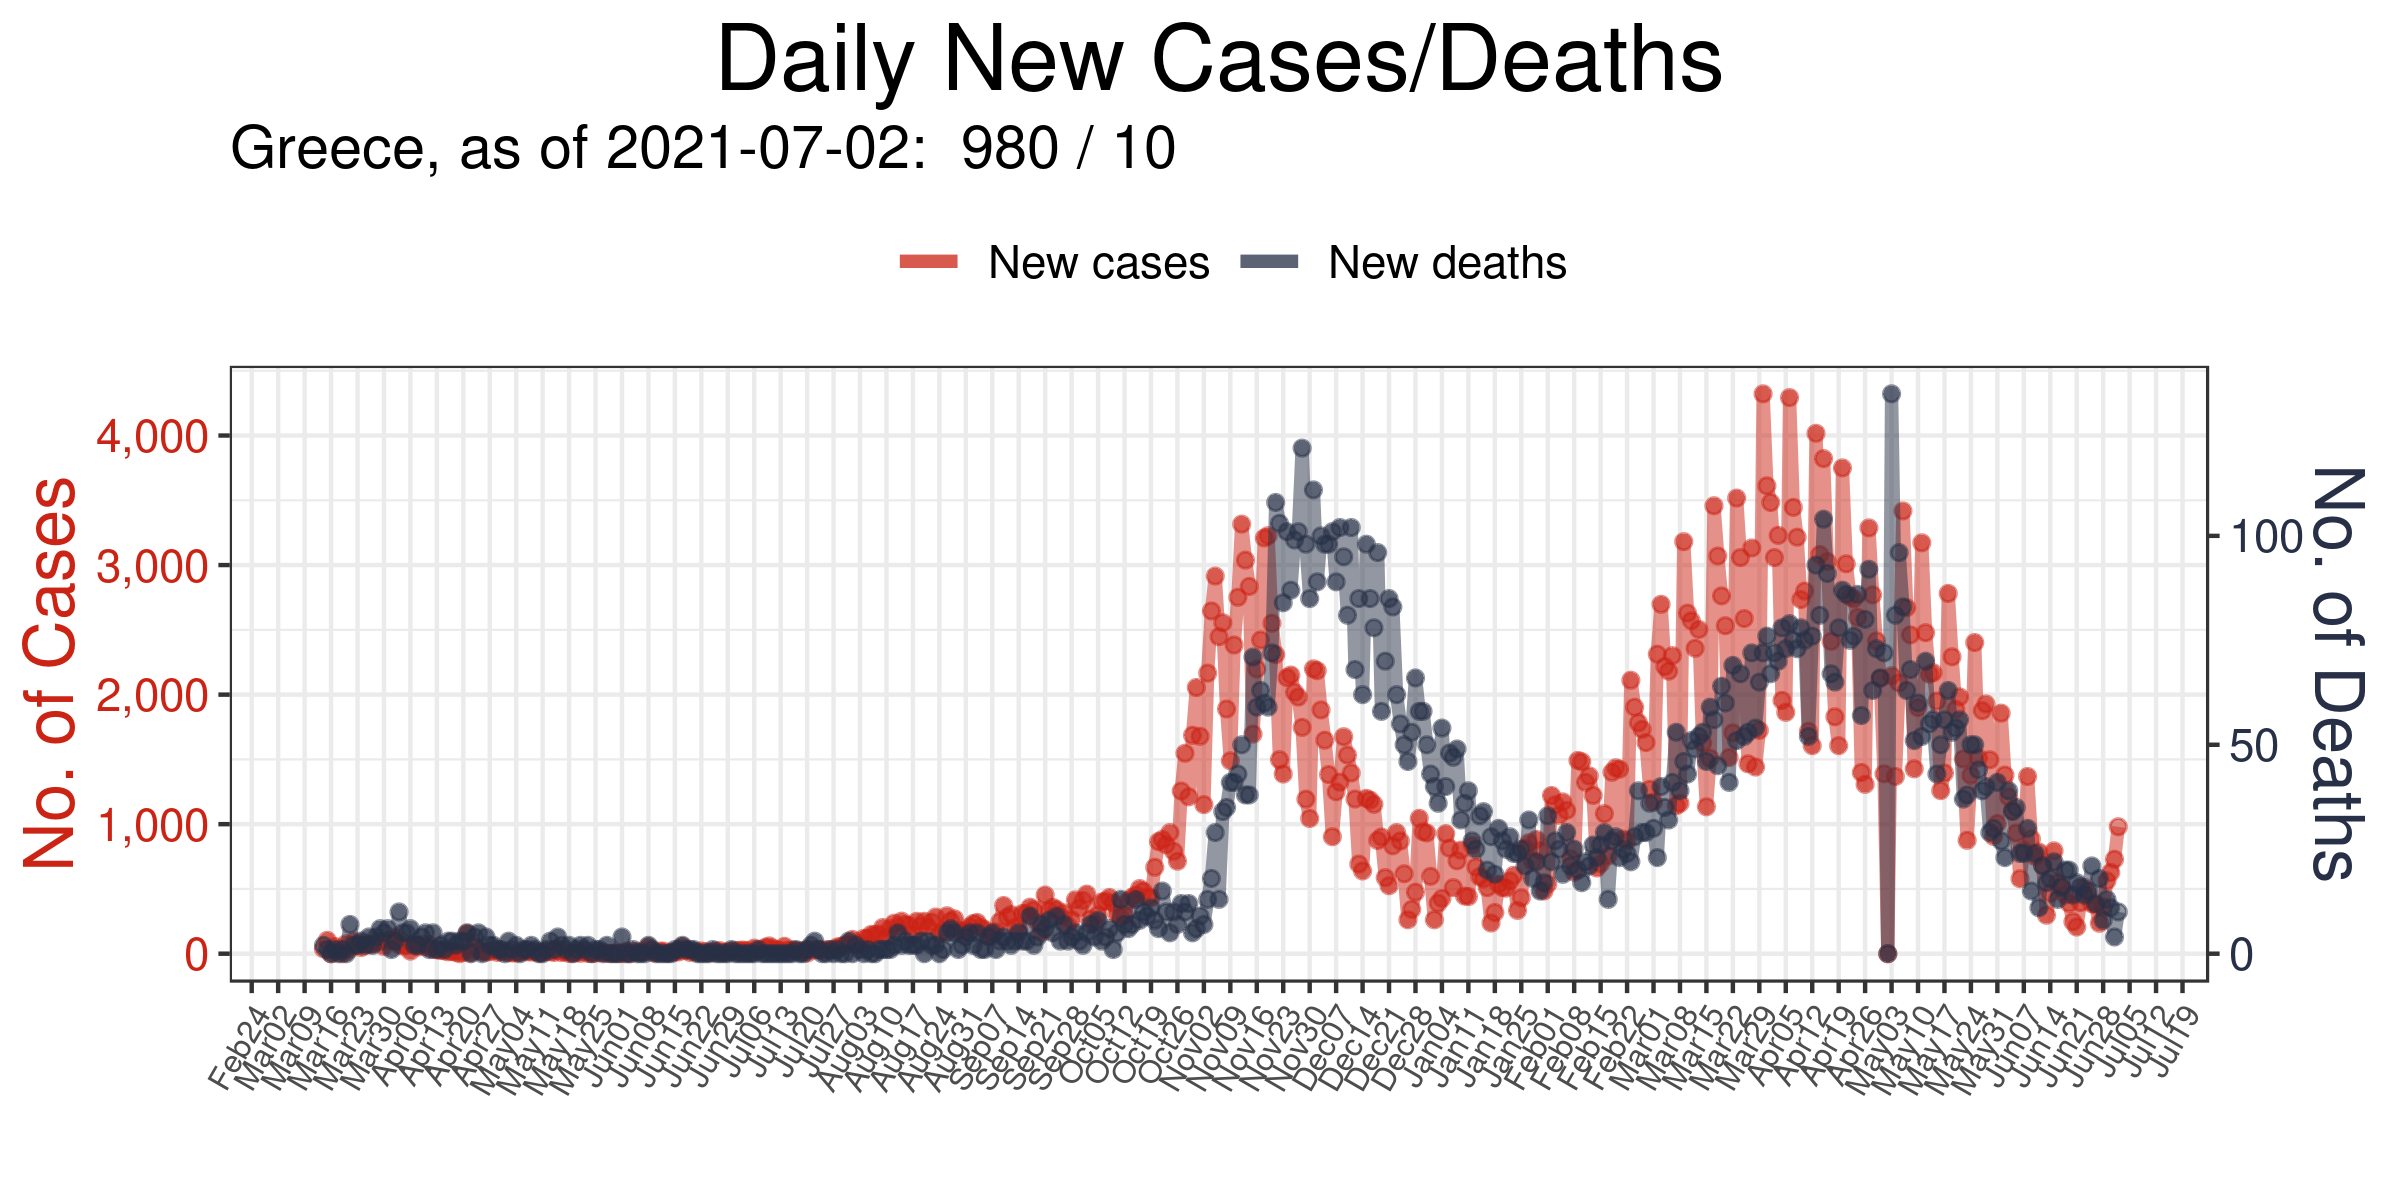 Daily New Cases/Deaths
Greece, as of 2021-07-02:  980 / 10
New cases New deaths
No. of Cases
4,000
3,000
2,000
1,000
0
100
50
0
No. of Deaths
Feb24 Mar02 Mar09 Mar16 Mar23 Mar30 Apr06 Apr13 Apr20 Apr27 May04 May11 May18 May25 Jun01 Jun08 Jun15 Jun22 Jun29 Jul06 Jul13 Jul20 Jul27 Aug03 Aug10 Aug17 Aug24 Aug31 Sep07 Sep14 Sep21 Sep28 Oct05 Oct12 Oct19 Oct26 Nov02 Nov09 Nov16 Nov23 Nov30 Dec07 Dec14 Dec21 Dec28 Jan04 Jan11 Jan18 Jan25 Feb01 Feb08 Feb15 Feb22 Mar01 Mar08 Mar15 Mar22 Mar29 Apr05 Apr12 Apr19 Apr26 May03 May10 May17 May24 May31 Jun07 Jun14 Jun21 Jun28 Jul05 Jul12 Jul19